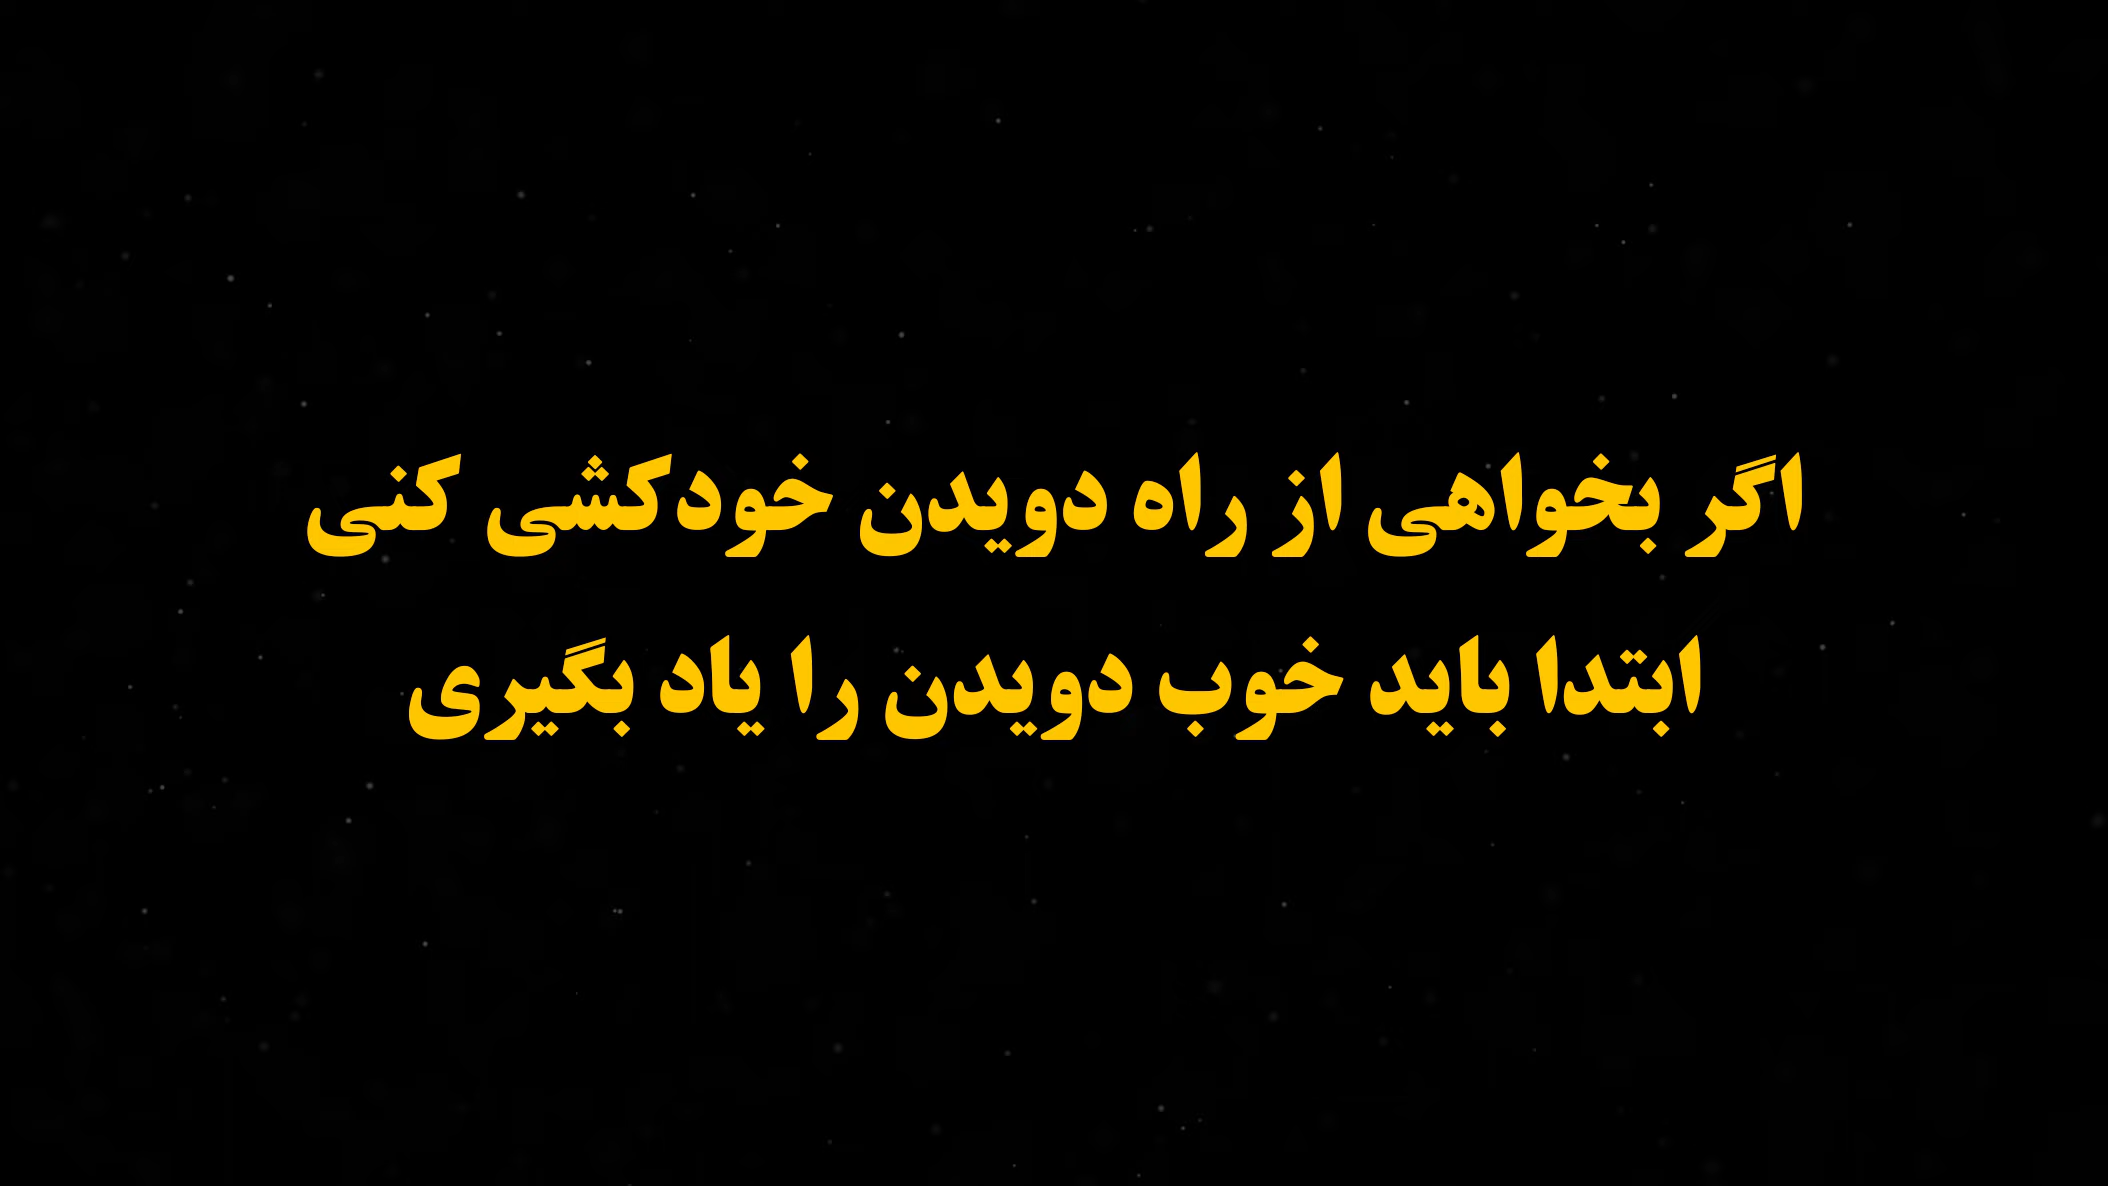 اگر بخواهی از راه دویدن خودکشی کنی
ابتدا باید خوب دویدن را یاد بگیری